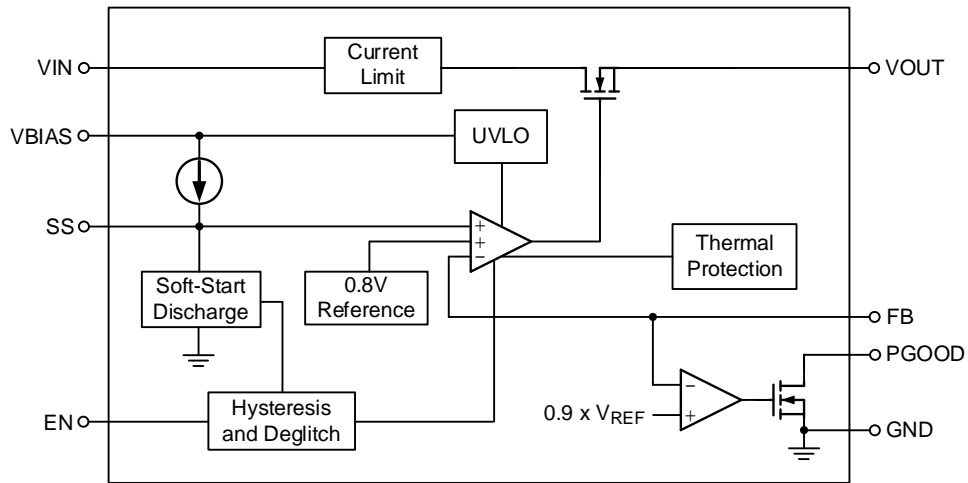 VIN
Current
Limit
VOUT
VBIAS
UVLO
SS
+
+
−
Thermal
Protection
Soft-Start
Discharge
0.8V
Reference
FB
PGOOD
−
+
0.9 x VREF
EN
Hysteresis
and Deglitch
GND